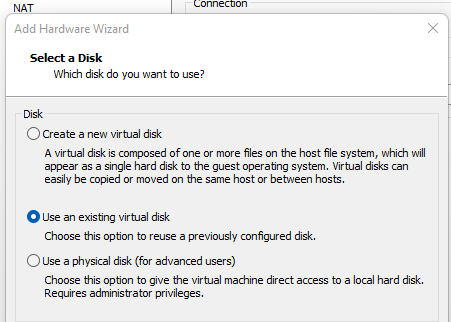 NAT
Connection
Add Hardware Wizard
Select a Disk
Which disk do you want to use?
Disk
Create a new virtual disk
A virtual disk is composed of one or more files on the host file system, which will
appear as a single hard disk to the guest operating system. Virtual disks can
easily be copied or moved on the same host or between hosts.
Use an existing virtual disk
Choose this option to reuse a previously configured disk.
Use a physical disk (for advanced users)
Choose this option to give the virtual machine direct access to a local hard disk.
Requires administrator privileges.